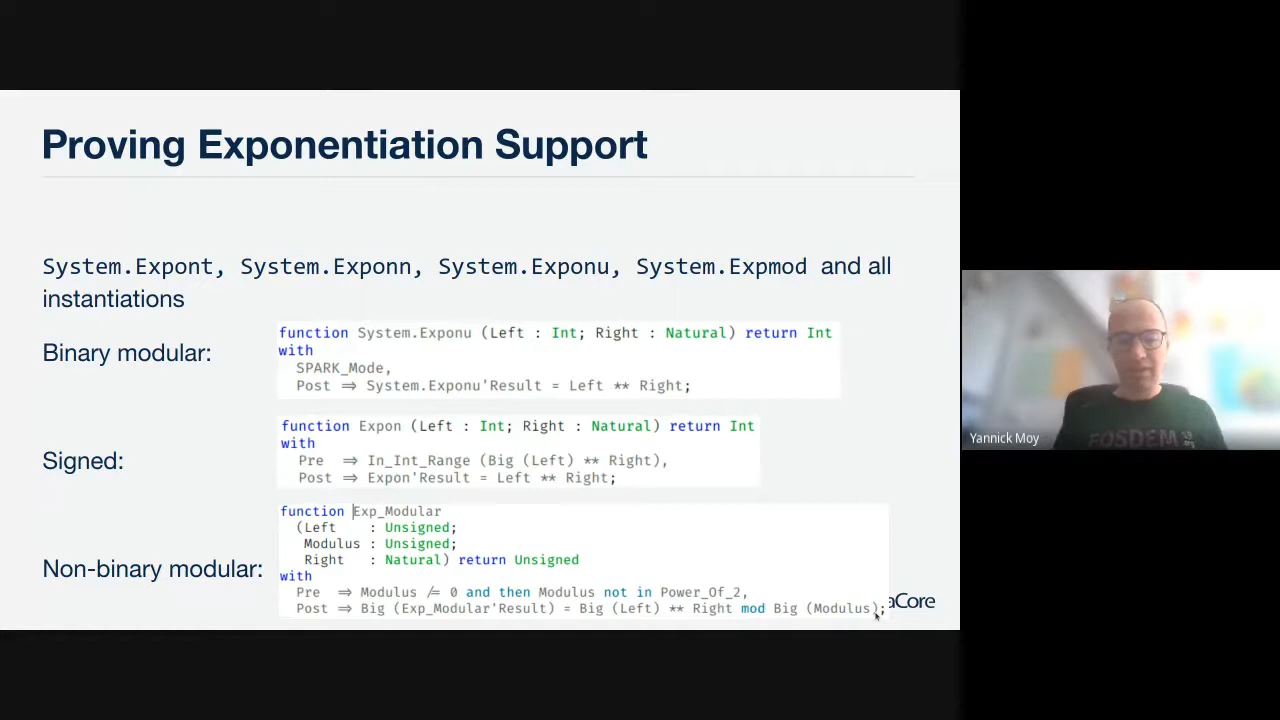 Proving Exponentiation Support
System.Expont, System.Exponn, System.Exponu, System.Expmod and all
instantiations
Binary modular:
function System.Exponu (Left : Int; Right : Natural) return Int
with
SPARK_Mode,
Post => System.Exponu'Result = Left ** Right;
Signed:
function Expon (Left : Int; Right : Natural) return Int
with
Pre => In_Int_Range (Big (Left) ** Right),
Post => Expon'Result = Left ** Right;
Non-binary modular:
function Exp_Modular
(Left : Unsigned;
Modulus : Unsigned;
Right : Natural) return Unsigned
with
Pre => Modulus /= 0 and then Modulus not in Power_Of_2,
Post => Big (Exp_Modular'Result) = Big (Left) ** Right mod Big (Modulus);
aCore
Yannick Moy
FOSDEM